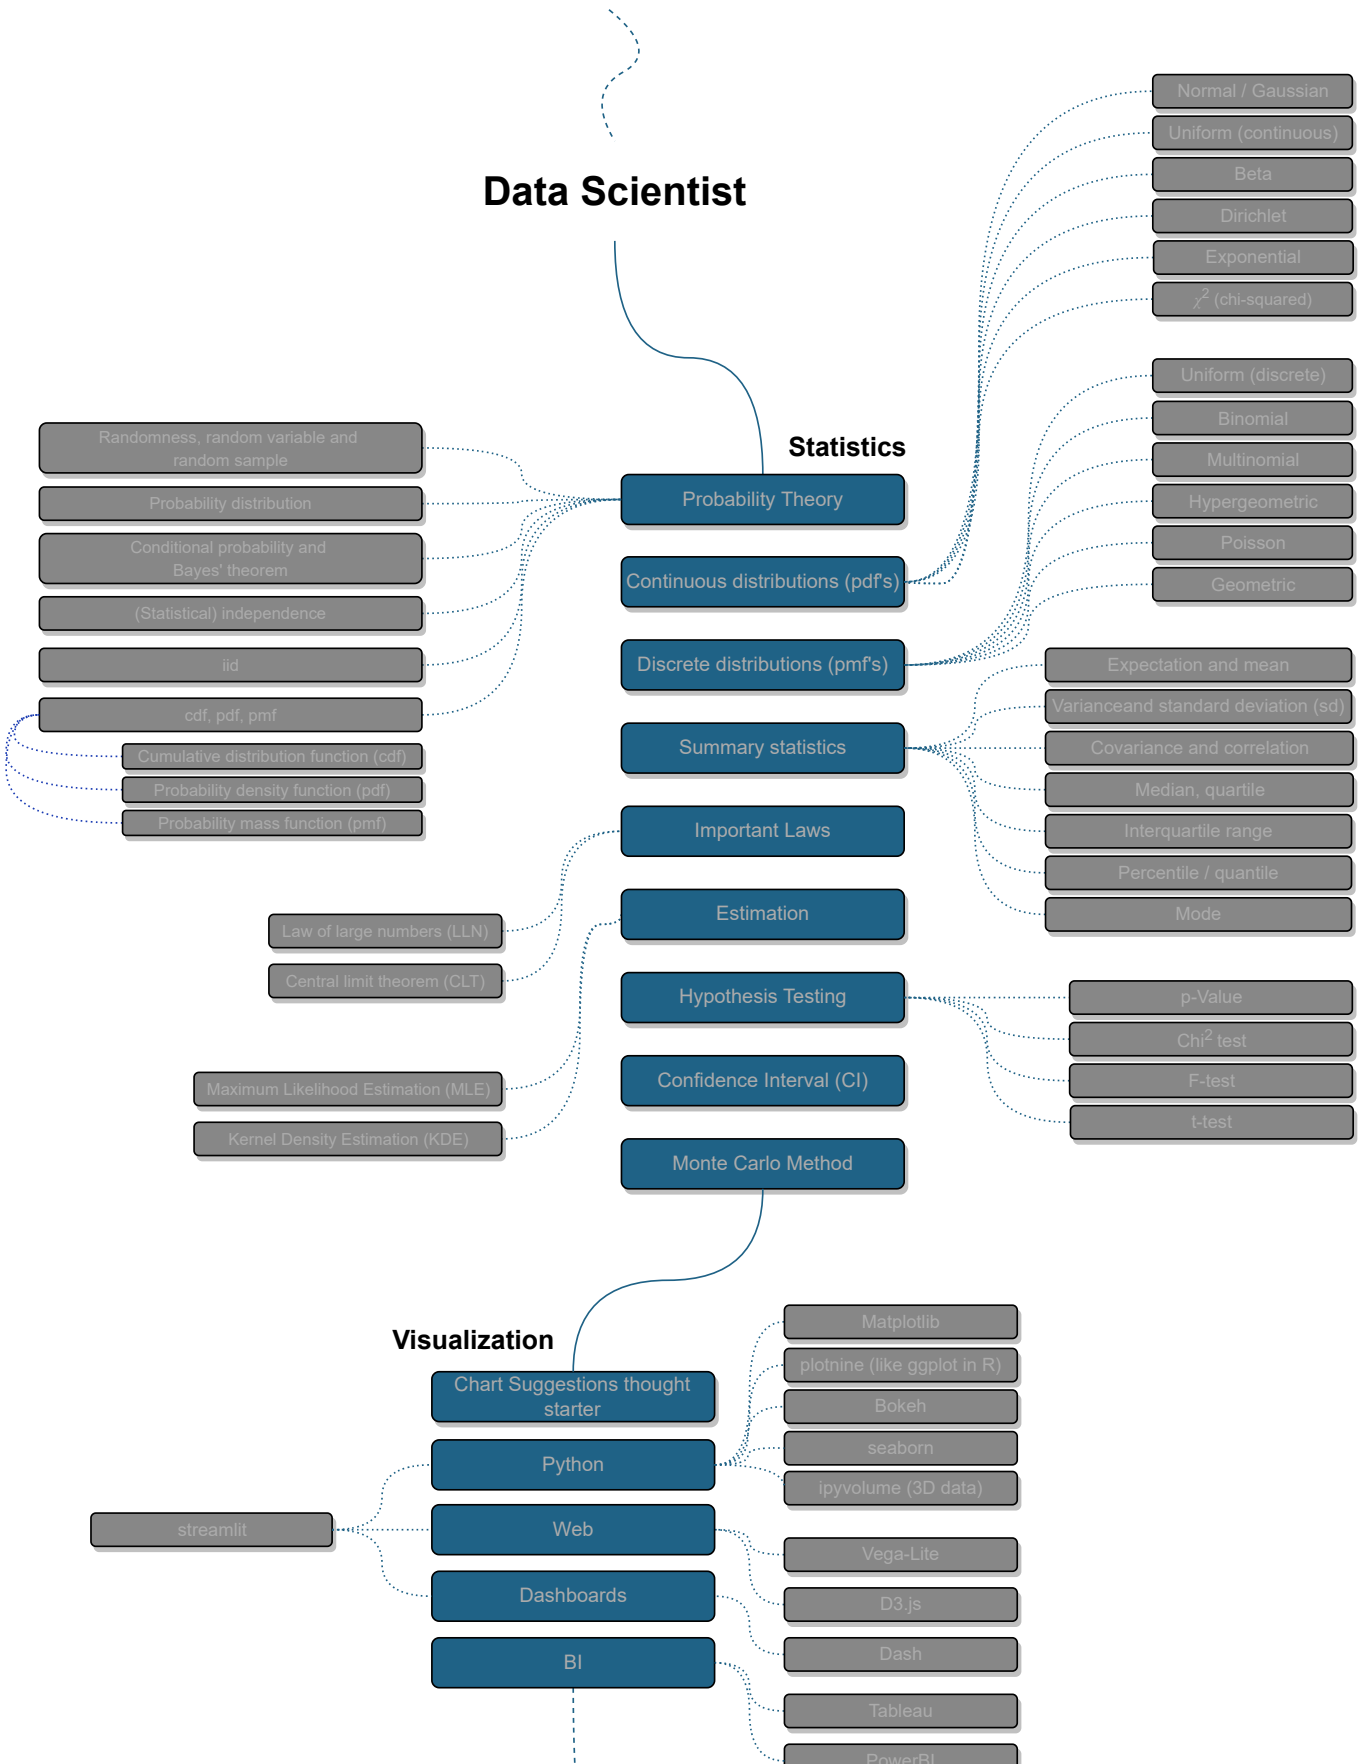 Data Scientist
Normal / Gaussian
Uniform (continuous)
Beta
Dirichlet
Exponential
χ² (chi-squared)
Uniform (discrete)
Binomial
Multinomial
Hypergeometric
Poisson
Geometric
Statistics
Probability Theory
Continuous distributions (pdf's)
Discrete distributions (pmf's)
Summary statistics
Important Laws
Estimation
Hypothesis Testing
Confidence Interval (CI)
Monte Carlo Method
Randomness, random variable and
random sample
Probability distribution
Conditional probability and
Bayes' theorem
(Statistical) independence
iid
cdf, pdf, pmf
Cumulative distribution function (cdf)
Probability density function (pdf)
Probability mass function (pmf)
Expectation and mean
Varianceand standard deviation (sd)
Covariance and correlation
Median, quartile
Interquartile range
Percentile / quantile
Mode
Law of large numbers (LLN)
Central limit theorem (CLT)
Maximum Likelihood Estimation (MLE)
Kernel Density Estimation (KDE)
p-Value
Chi² test
F-test
t-test
Visualization
Chart Suggestions thought
starter
Python
Web
Dashboards
BI
streamlit
Matplotlib
plotnine (like ggplot in R)
Bokeh
seaborn
ipyvolume (3D data)
Vega-Lite
D3.js
Dash
Tableau
PowerBI